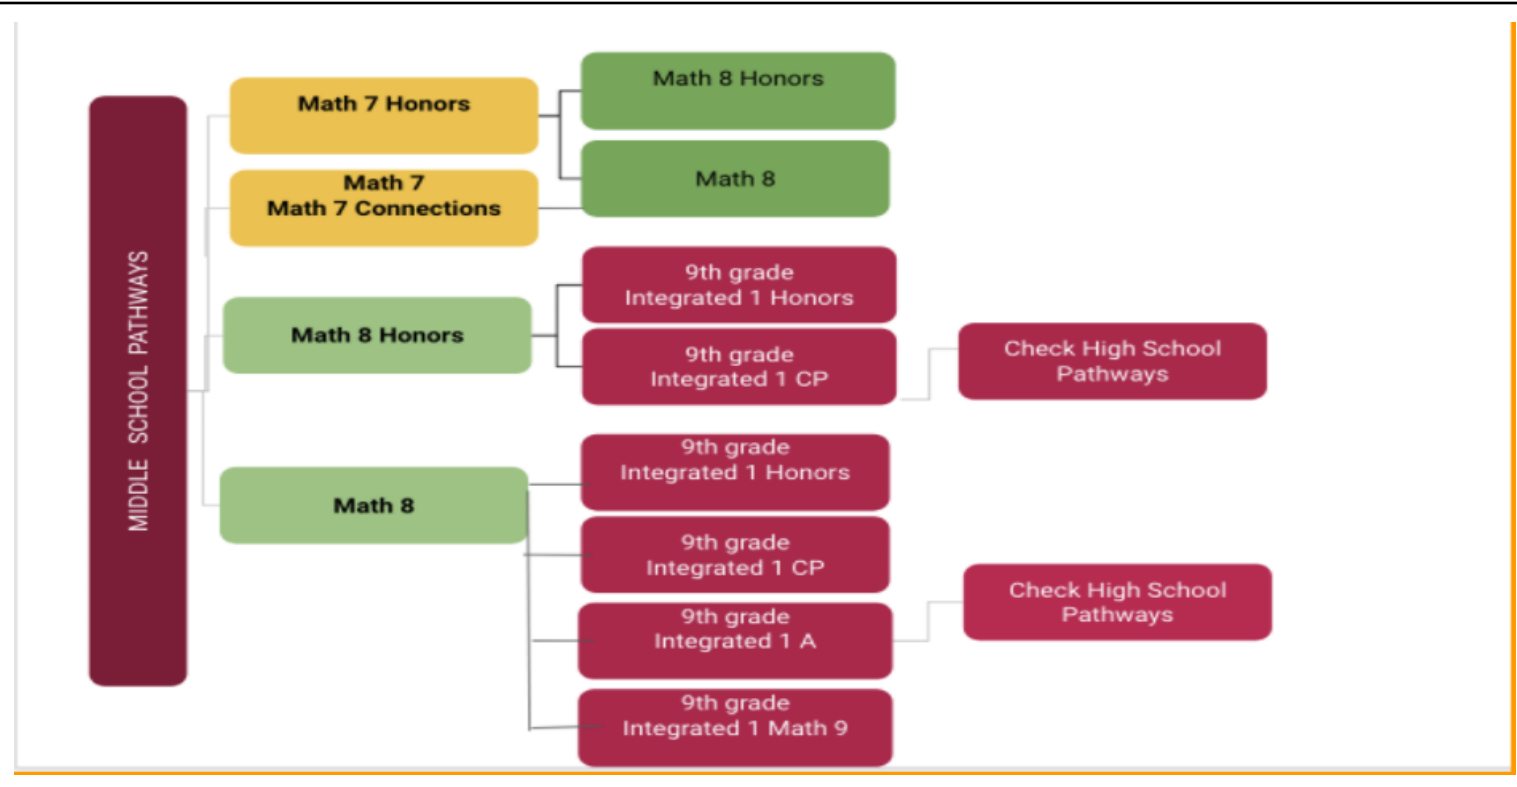 MIDDLE SCHOOL PATHWAYS
Math 7 Honors
Math 8 Honors
Math 8
Math 7
Math 7 Connections
Math 8 Honors
9th grade
Integrated 1 Honors
9th grade
Integrated 1 CP
Check High School
Pathways
Math 8
9th grade
Integrated 1 Honors
9th grade
Integrated 1 CP
9th grade
Integrated 1 A
Check High School
Pathways
9th grade
Integrated 1 Math 9